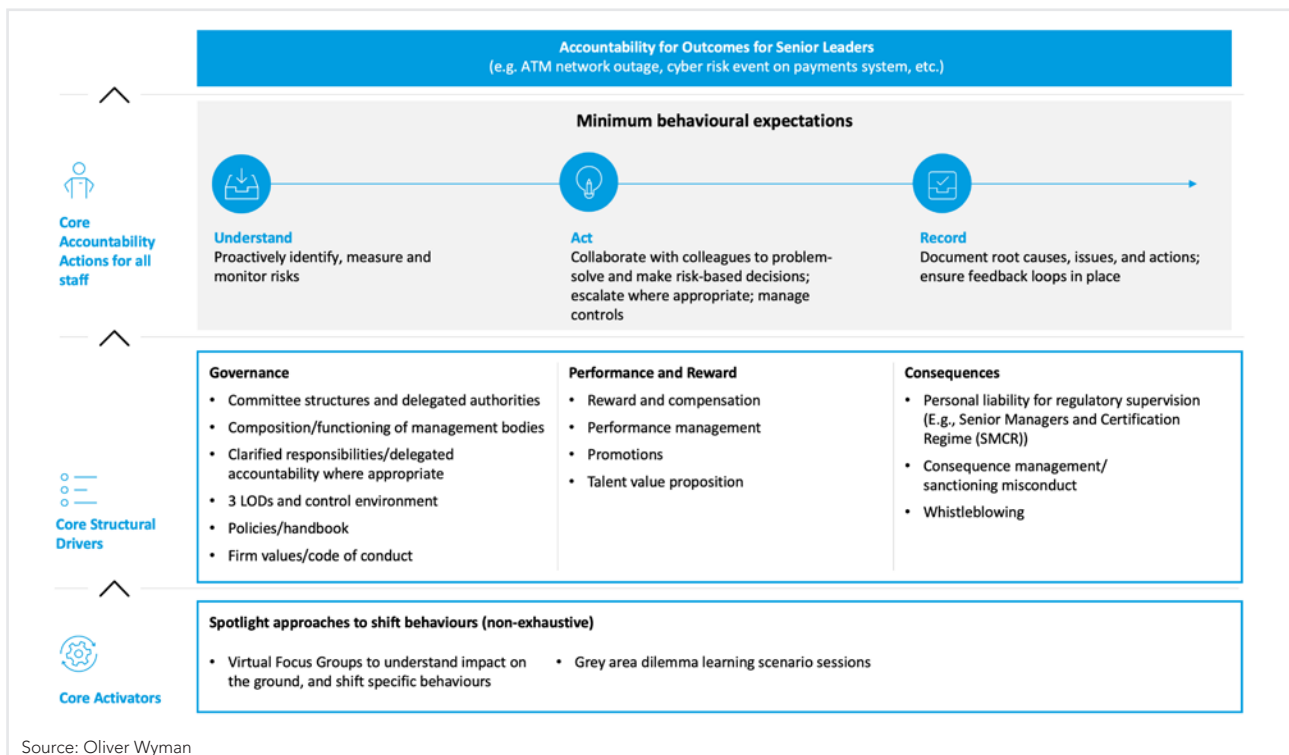 Accountability for Outcomes for Senior Leaders
(e.g. ATM network outage, cyber risk event on payments system, etc.)
Minimum behavioural expectations
Core
Accountability
Actions for all
staff
Understand
Proactively identify, measure and
monitor risks
Act
Collaborate with colleagues to problem-
solve and make risk-based decisions;
escalate where appropriate; manage
controls
Record
Document root causes, issues, and actions;
ensure feedback loops in place
Core Structural
Drivers
Governance
• Committee structures and delegated authorities
• Composition/functioning of management bodies
• Clarified responsibilities/delegated
accountability where appropriate
• 3 LODs and control environment
• Policies/handbook
• Firm values/code of conduct
Performance and Reward
• Reward and compensation
• Performance management
• Promotions
• Talent value proposition
Consequences
• Personal liability for regulatory supervision
(E.g., Senior Managers and Certification
Regime (SMCR))
• Consequence management/
sanctioning misconduct
• Whistleblowing
Core Activators
Spotlight approaches to shift behaviours (non-exhaustive)
• Virtual Focus Groups to understand impact on
the ground, and shift specific behaviours
• Grey area dilemma learning scenario sessions
Source: Oliver Wyman